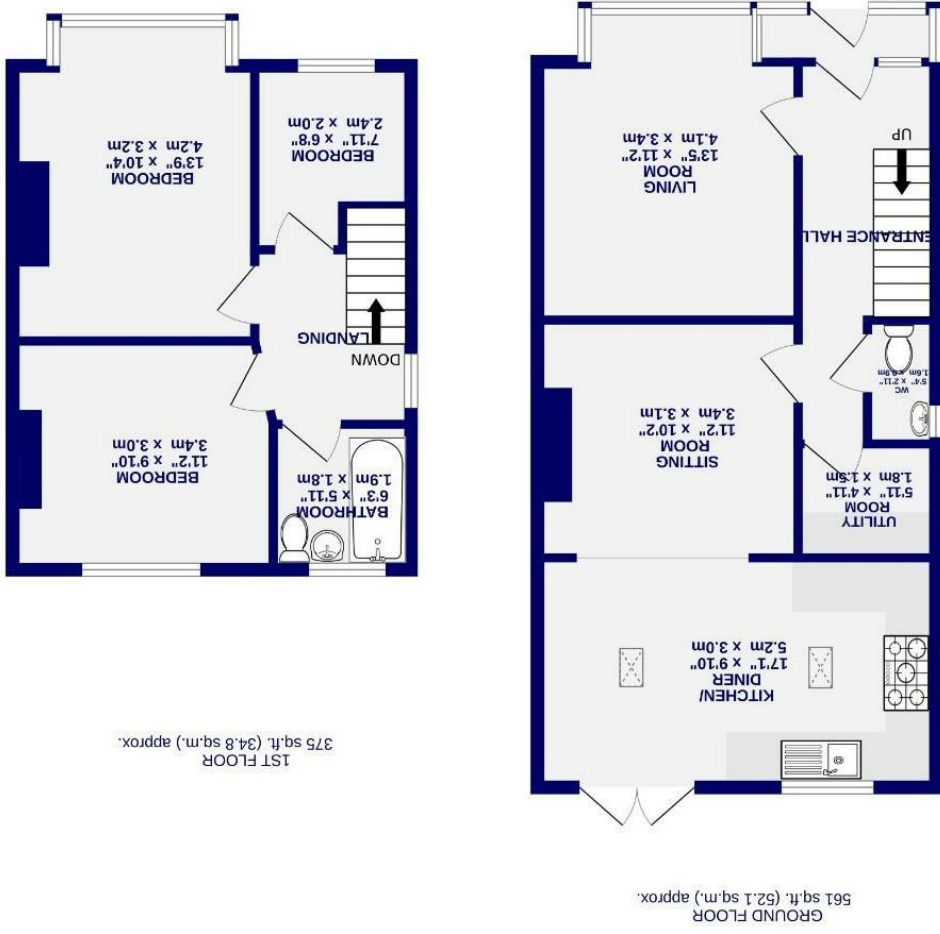 GROUND FLOOR
561 sq.ft. (52.1 sq.m.) approx.
KITCHEN/
DINER
17'1" x 9'10"
5.2m x 3.0m
UTILITY
ROOM
5'11" x 4'11"
1.8m x 1.5m
SITTING
ROOM
11'2" x 10'2"
3.4m x 3.1m
WC
5'4" x 2'11"
1.6m x 0.9m
ENTRANCE HALL
LIVING
ROOM
13'5" x 11'2"
4.1m x 3.4m
UP
1ST FLOOR
375 sq.ft. (34.8 sq.m.) approx.
BATHROOM
6'3" x 5'11"
1.9m x 1.8m
BEDROOM
11'2" x 9'10"
3.4m x 3.0m
DOWN
LANDING
BEDROOM
7'11" x 6'8"
2.4m x 2.0m
BEDROOM
13'9" x 10'4"
4.2m x 3.2m